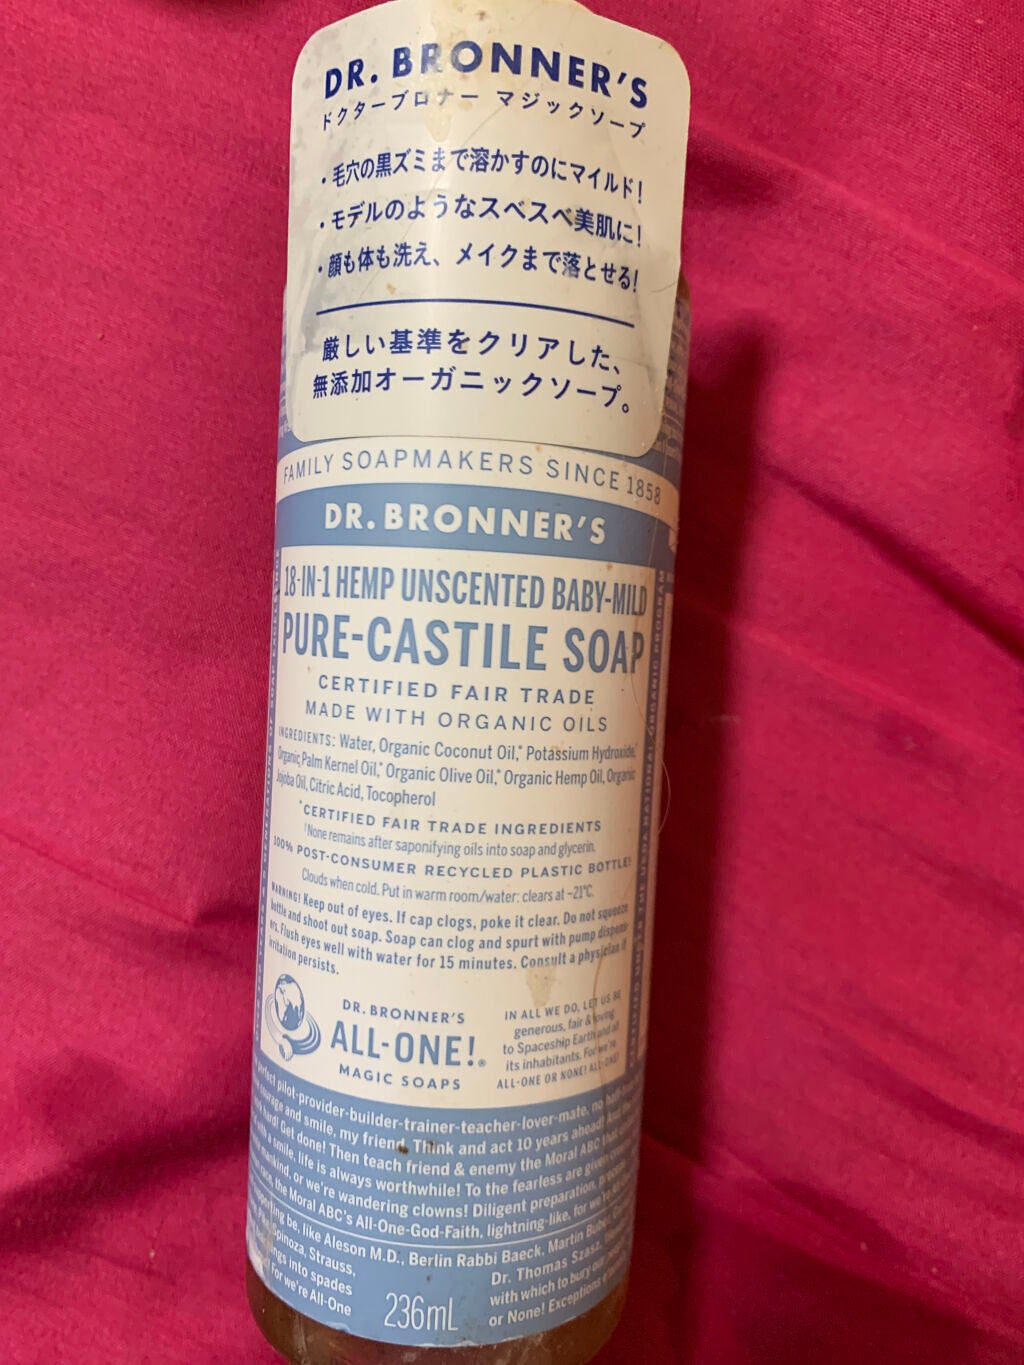 DR. BRONNER'S
ドクターブロナー マジックソープ
・毛穴の黒ズミまで溶かすのにマイルド!
・モデルのようなスベスベ美肌に!
・顔も体も洗え、メイクまで落とせる!
厳しい基準をクリアした、
無添加オーガニックソープ。
FAMILY SOAPMAKERS SINCE 1858
DR. BRONNER'S
18-IN-1 HEMP UNSCENTED BABY-MILD
PURE-CASTILE SOAP
CERTIFIED FAIR TRADE
MADE WITH ORGANIC OILS
INGREDIENTS: Water, Organic Coconut Oil,* Potassium Hydroxide,
Organic Palm Kernel Oil,* Organic Olive Oil,* Organic Hemp Oil, Organic
Jojoba Oil, Citric Acid, Tocopherol
*CERTIFIED FAIR TRADE INGREDIENTS
†None remains after saponifying oils into soap and glycerin.
100% POST-CONSUMER RECYCLED PLASTIC BOTTLE!
Clouds when cold. Put in warm room/water: clears at ~21°C.
WARNING! Keep out of eyes. If cap clogs, poke it clear. Do not squeeze
bottle and shoot out soap. Soap can clog and spurt with pump dispens-
ers. Flush eyes well with water for 15 minutes. Consult a physician if
irritation persists.
DR. BRONNER'S
ALL-ONE!®
MAGIC SOAPS
IN ALL WE DO, LET US BE
generous, fair & loving
to Spaceship Earth and all
its inhabitants. For we're
ALL-ONE OR NONE! ALL-ONE!
perfect pilot-provider-builder-trainer-teacher-lover-mate, no half
courage and smile, my friend. Think and act 10 years ahead! And the
hard! Get done! Then teach friend & enemy the Moral ABC that
with a smile, life is always worthwhile! To the fearless are given
mankind, or we're wandering clowns! Diligent preparation,
the Moral ABC's All-One-God-Faith, lightning-like, for we're
be, like Aleson M.D., Berlin Rabbi Baeck, Martin Buber,
Spinoza, Strauss,
into spades
For we're All-One
Dr. Thomas Szasz,
with which to bury our
or None! Exceptions
236mL